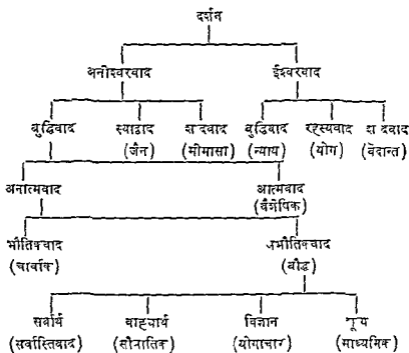 दर्शन
अनीश्वरवाद ईश्वरवाद
बुद्धिवाद स्याद्वाद शब्दवाद बुद्धिवाद रहस्यवाद शब्दवाद
(जैन) (मीमासा) (न्याय) (योग) (वेदान्त)
अनात्मवाद आत्मवाद
(वैशेषिक)
भौतिकवाद अभौतिकवाद
(चार्वाक) (बौद्ध)
सर्वार्थ बाह्यार्थ विज्ञान शून्य
(सर्वास्तिवाद) (सौत्रातिक) (योगाचार) (माध्यमिक)